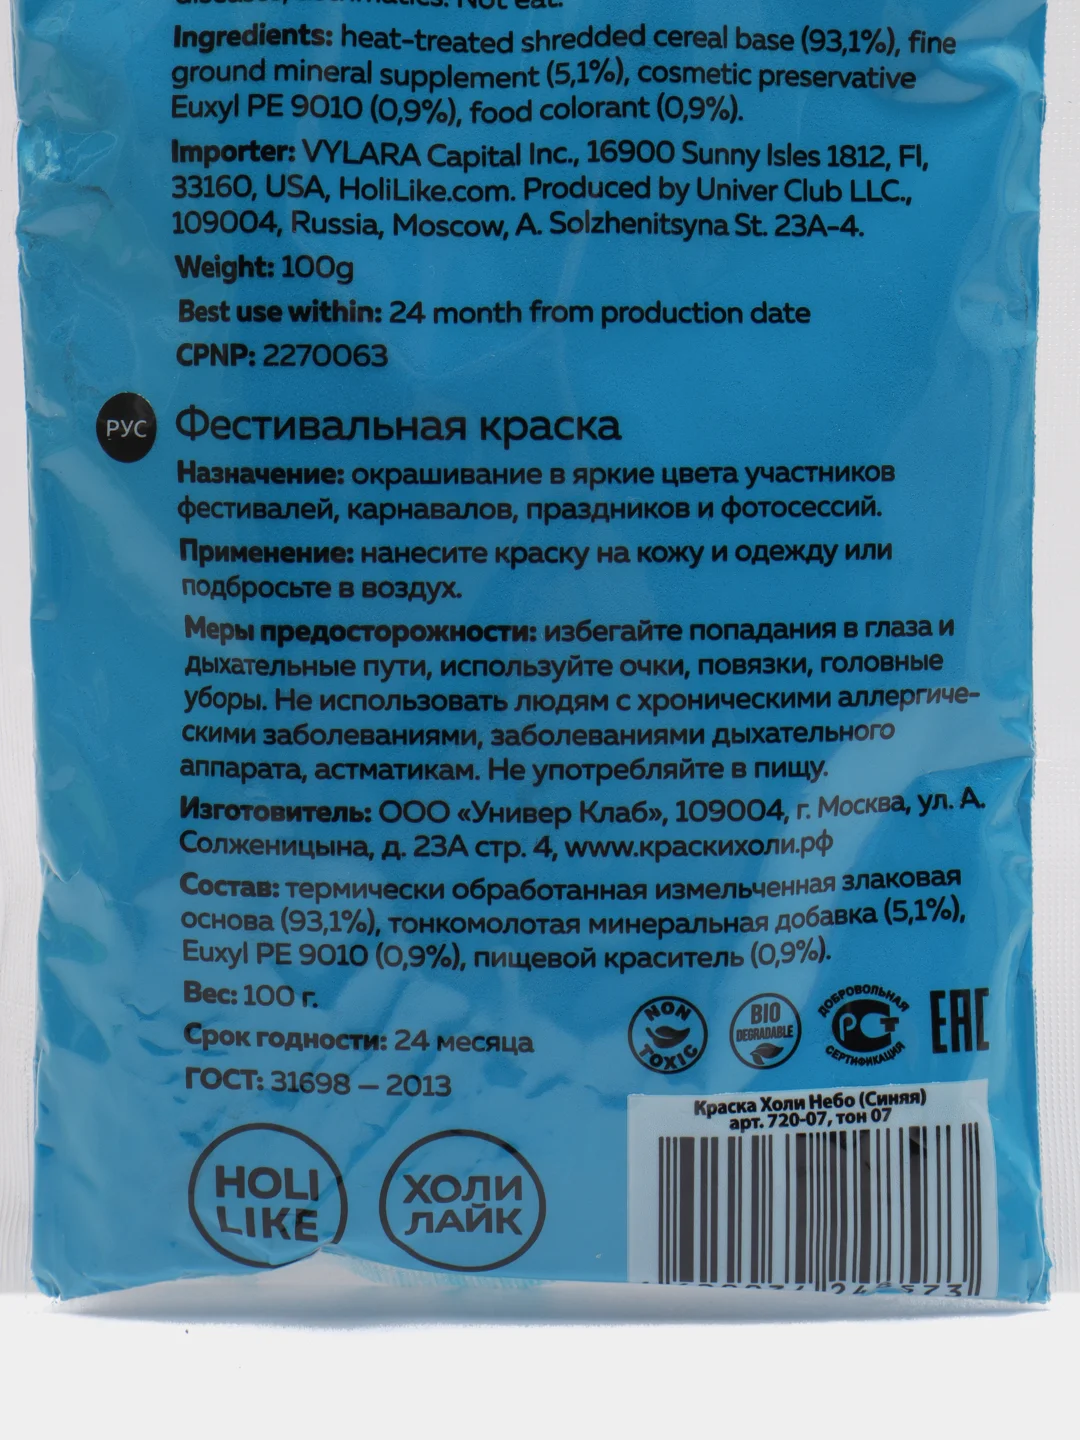 Not eat.
Ingredients: heat-treated shredded cereal base (93,1%), fine
ground mineral supplement (5,1%), cosmetic preservative
Euxyl PE 9010 (0,9%), food colorant (0,9%).
Importer: VYLARA Capital Inc., 16900 Sunny Isles 1812, Fl,
33160, USA, HoliLike.com. Produced by Univer Club LLC.,
109004, Russia, Moscow, A. Solzhenitsyna St. 23A-4.
Weight: 100g
Best use within: 24 month from production date
CPNP: 2270063
РУС
Фестивальная краска
Назначение: окрашивание в яркие цвета участников
фестивалей, карнавалов, праздников и фотосессий.
Применение: нанесите краску на кожу и одежду или
подбросьте в воздух.
Меры предосторожности: избегайте попадания в глаза и
дыхательные пути, используйте очки, повязки, головные
уборы. Не использовать людям с хроническими аллергиче-
скими заболеваниями, заболеваниями дыхательного
аппарата, астматикам. Не употребляйте в пищу.
Изготовитель: ООО «Универ Клаб», 109004, г. Москва, ул. А.
Солженицына, д. 23А стр. 4, www.краскихоли.рф
Состав: термически обработанная измельченная злаковая
основа (93,1%), тонкомолотая минеральная добавка (5,1%),
Euxyl PE 9010 (0,9%), пищевой краситель (0,9%).
Вес: 100 г.
Срок годности: 24 месяца
ГОСТ: 31698 – 2013
NON
TOXIC
BIO
DEGRADABLE
ДОБРОВОЛЬНАЯ
РСТ
СЕРТИФИКАЦИЯ
ЕАС
Краска Холи Небо (Синяя)
арт. 720-07, тон 07
HOLI
LIKE
ХОЛИ
ЛАЙК